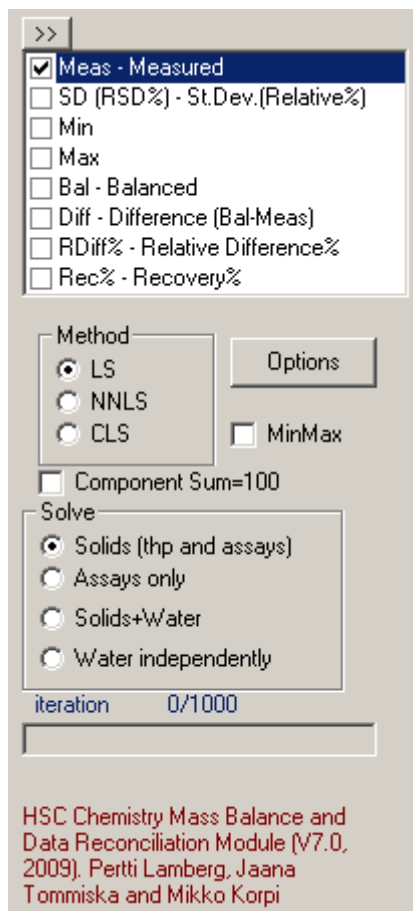 >>
Meas - Measured
SD (RSD%) - St.Dev.(Relative%)
Min
Max
Bal - Balanced
Diff - Difference (Bal-Meas)
RDiff% - Relative Difference%
Rec% - Recovery%
Method
LS
Options
NNLS
CLS
MinMax
Component Sum=100
Solve
Solids (thp and assays)
Assays only
Solids+Water
Water independently
iteration 0/1000
HSC Chemistry Mass Balance and
Data Reconciliation Module (V7.0,
2009). Pertti Lamberg, Jaana
Tommiska and Mikko Korpi